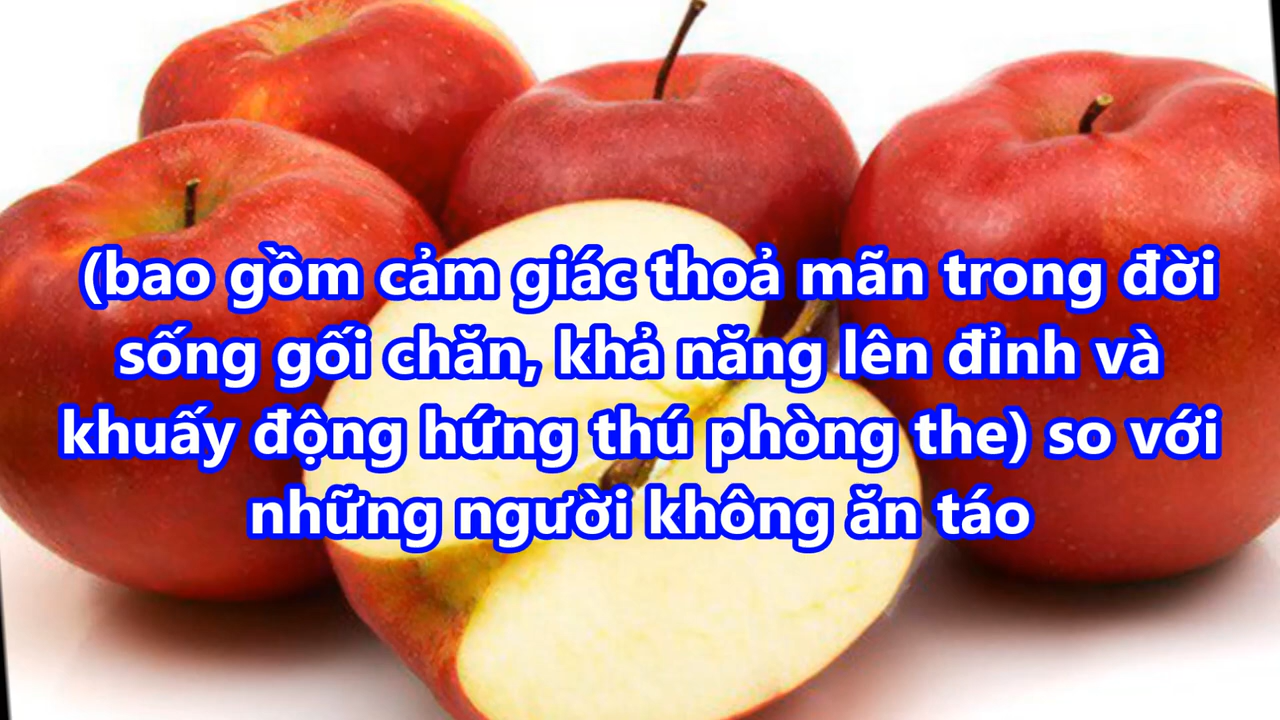 (bao gồm cảm giác thoả mãn trong đời
sống gối chăn, khả năng lên đỉnh và
khuấy động hứng thú phòng the) so với
những người không ăn táo